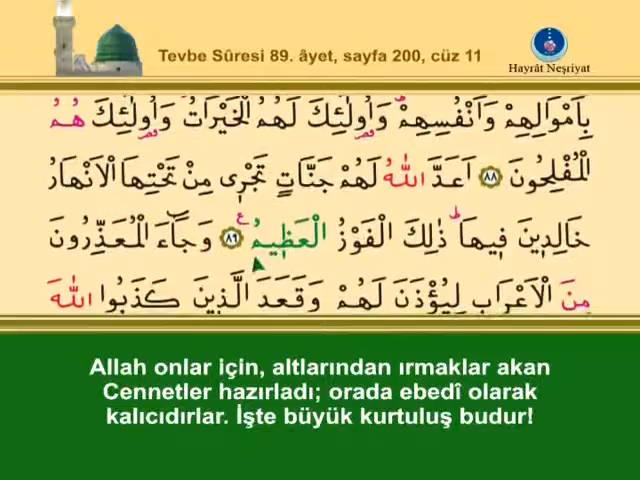 Tevbe Sûresi 89. âyet, sayfa 200, cüz 11
Hayrât Neşriyat
بِاَمْوَالِهِمْ وَاَنْفُسِهِمْۜ وَاُو۬لٰٓئِكَ لَهُمُ الْخَيْرَاتُۘ وَاُو۬لٰٓئِكَ هُمُ
الْمُفْلِحُونَ ﴿٨٨﴾ اَعَدَّ اللّٰهُ لَهُمْ جَنَّاتٍ تَجْر۪ي مِنْ تَحْتِهَا الْاَنْهَارُ
خَالِد۪ينَ ف۪يهَاۜ ذٰلِكَ الْفَوْزُ الْعَظ۪يمُ ﴿٨٩﴾ وَجَٓاءَ الْمُعَذِّرُونَ
مِنَ الْاَعْرَابِ لِيُؤْذَنَ لَهُمْ وَقَعَدَ الَّذ۪ينَ كَذَبُوا اللّٰهَ
Allah onlar için, altlarından ırmaklar akan
Cennetler hazırladı; orada ebedî olarak
kalıcıdırlar. İşte büyük kurtuluş budur!